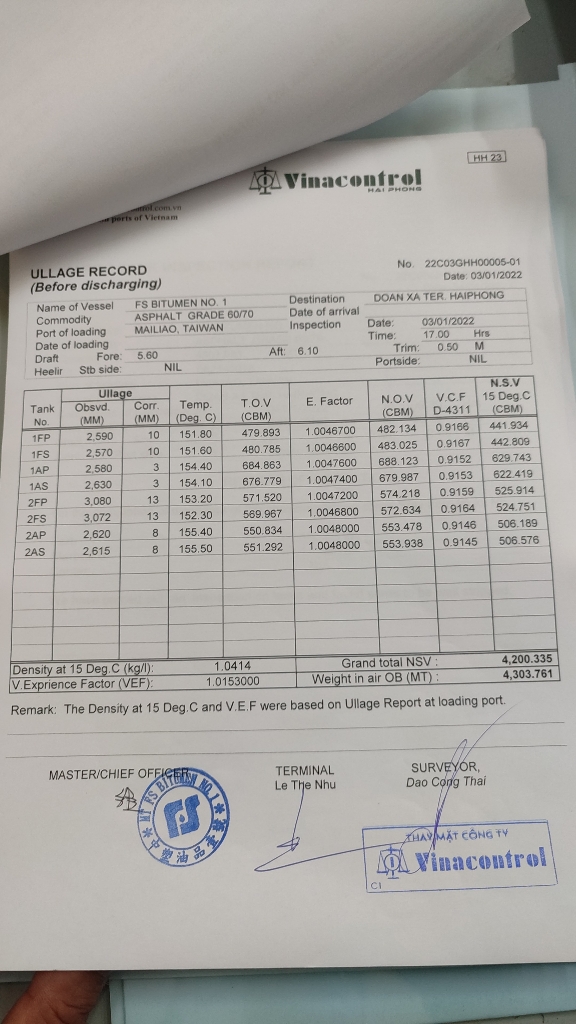 HH 23
Vinacontrol
HAI PHONG
ports of Vietnam
ULLAGE RECORD
(Before discharging)
No. 22C03GHH00005-01
Date: 03/01/2022
Name of Vessel FS BITUMEN NO. 1 Destination DOAN XA TER. HAIPHONG
Commodity ASPHALT GRADE 60/70 Date of arrival
Port of loading MAILIAO, TAIWAN Inspection Date: 03/01/2022
Date of loading Time: 17.00 Hrs
Draft Fore: 5.60 Aft: 6.10 Trim: 0.50 M
Heelir Stb side: NIL Portside: NIL
Tank No. Ullage Obsvd. (MM) Corr. (MM) Temp. (Deg. C) T.O.V (CBM) E. Factor N.O.V (CBM) V.C.F D-4311 N.S.V 15 Deg.C (CBM)
1FP 2,590 10 151.80 479.893 1.0046700 482.134 0.9166 441.934
1FS 2,570 10 151.60 480.785 1.0046600 483.025 0.9167 442.809
1AP 2,580 3 154.40 684.863 1.0047600 688.123 0.9152 629.743
1AS 2,630 3 154.10 676.779 1.0047400 679.987 0.9153 622.419
2FP 3,080 13 153.20 571.520 1.0047200 574.218 0.9159 525.914
2FS 3,072 13 152.30 569.967 1.0046800 572.634 0.9164 524.751
2AP 2,620 8 155.40 550.834 1.0048000 553.478 0.9146 506.189
2AS 2,615 8 155.50 551.292 1.0048000 553.938 0.9145 506.576
Density at 15 Deg.C (kg/l): 1.0414 Grand total NSV : 4,200.335
V.Exprience Factor (VEF): 1.0153000 Weight in air OB (MT) : 4,303.761
Remark: The Density at 15 Deg.C and V.E.F were based on Ullage Report at loading port.
MASTER/CHIEF OFFICER TERMINAL SURVEYOR,
Le The Nhu Dao Cong Thai
MT FS BITUMEN NO.1
FS
THAY MẶT CÔNG TY
Vinacontrol
C1